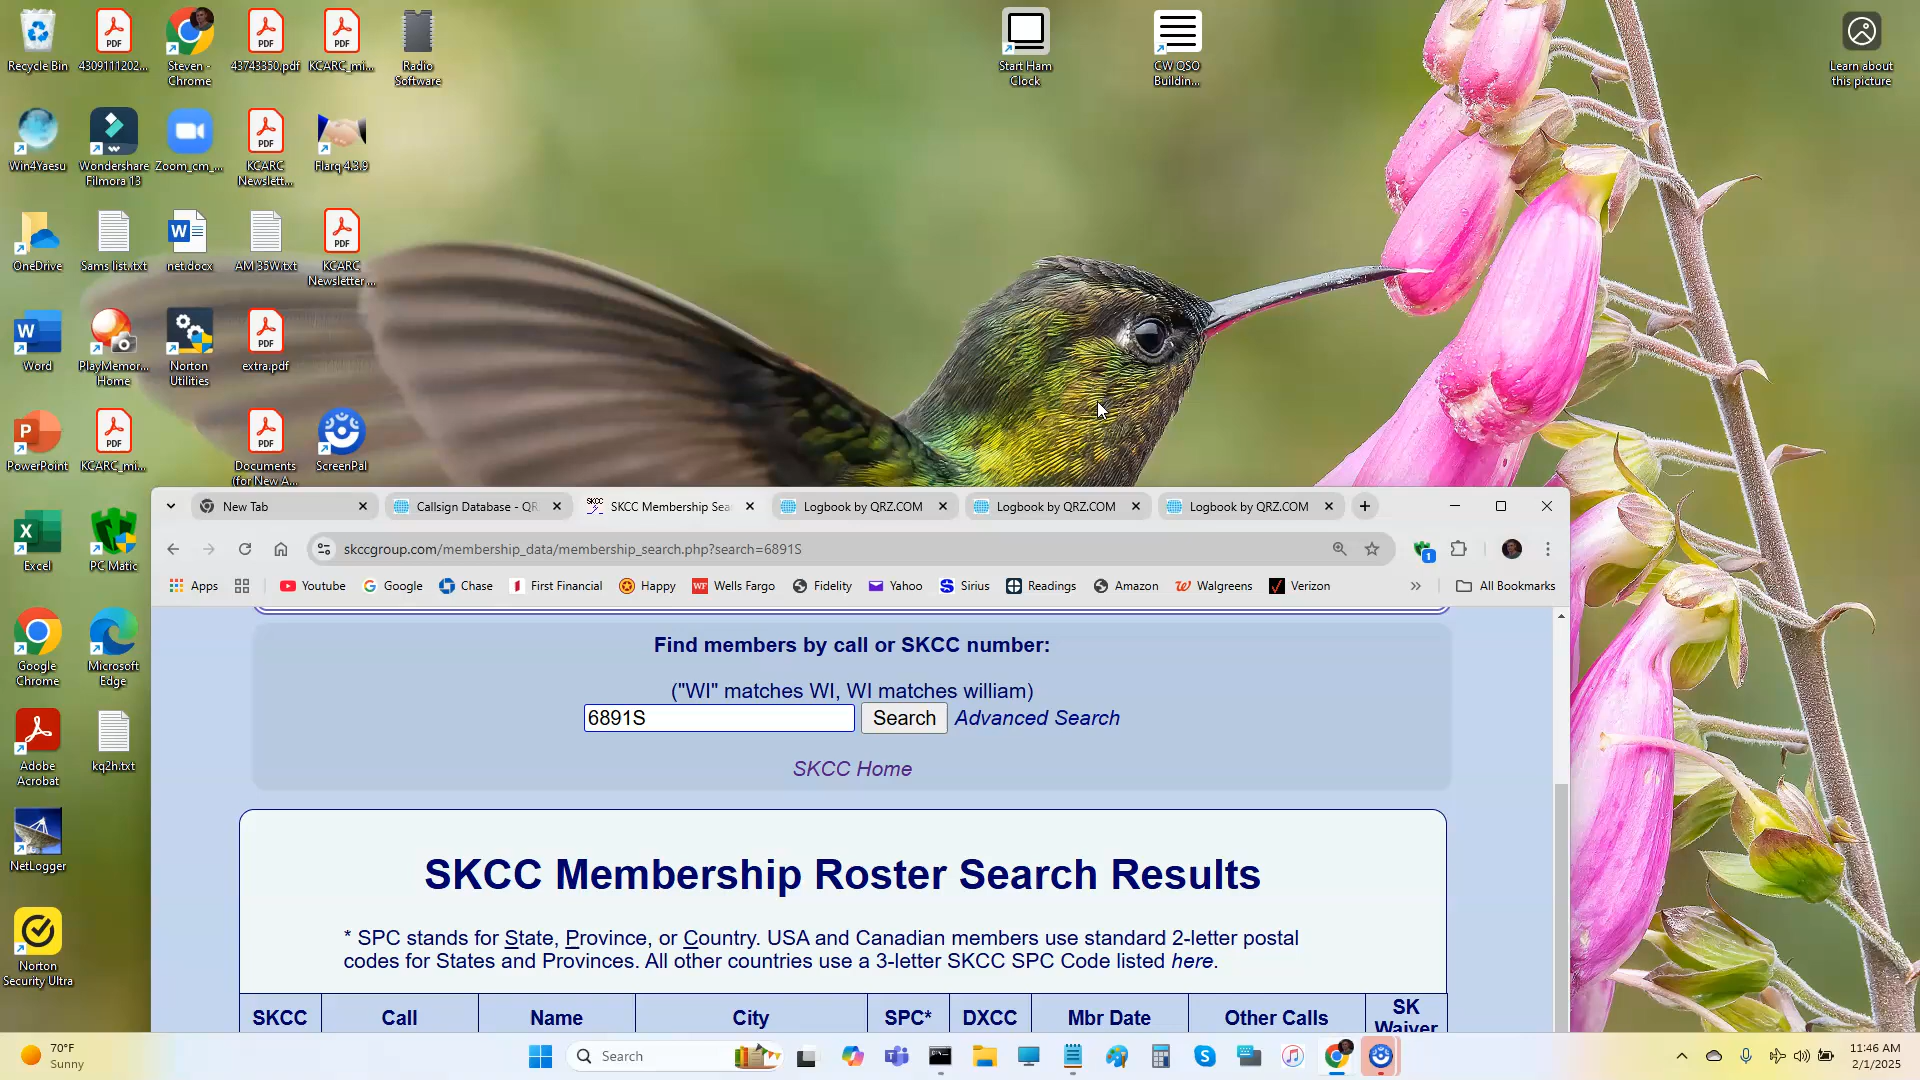 Recycle Bin
4309111202...
Steven - Chrome
43743350.pdf
KCARC_mi...
Radio Software
Start Ham Clock
CW QSO Buildin...
Learn about this picture
Win4Yaesu
Wondershare Filmora 13
Zoom_cm_...
KCARC Newslett...
Flarq 4.3.9
OneDrive
Sams list..txt
net.docx
AM 35W.txt
KCARC Newsletter ...
Word
PlayMemor... Home
Norton Utilities
extra.pdf
PowerPoint
KCARC_mi...
Documents (for New A...
ScreenPal
Excel
PC Matic
Google Chrome
Microsoft Edge
Adobe Acrobat
kq2h.txt
NetLogger
Norton Security Ultra
New Tab
Callsign Database - QR
SKCC Membership Sea
Logbook by QRZ.COM
Logbook by QRZ.COM
Logbook by QRZ.COM
skccgroup.com/membership_data/membership_search.php?search=6891S
1
Apps
Youtube
Google
Chase
First Financial
Happy
Wells Fargo
Fidelity
Yahoo
Sirius
Readings
Amazon
Walgreens
Verizon
All Bookmarks
Find members by call or SKCC number:
("WI" matches WI, WI matches william)
6891S Search Advanced Search
SKCC Home
SKCC Membership Roster Search Results
* SPC stands for State, Province, or Country. USA and Canadian members use standard 2-letter postal
codes for States and Provinces. All other countries use a 3-letter SKCC SPC Code listed here.
SKCC Call Name City SPC* DXCC Mbr Date Other Calls SK Waiver
70°F
Sunny
Search
11:46 AM
2/1/2025